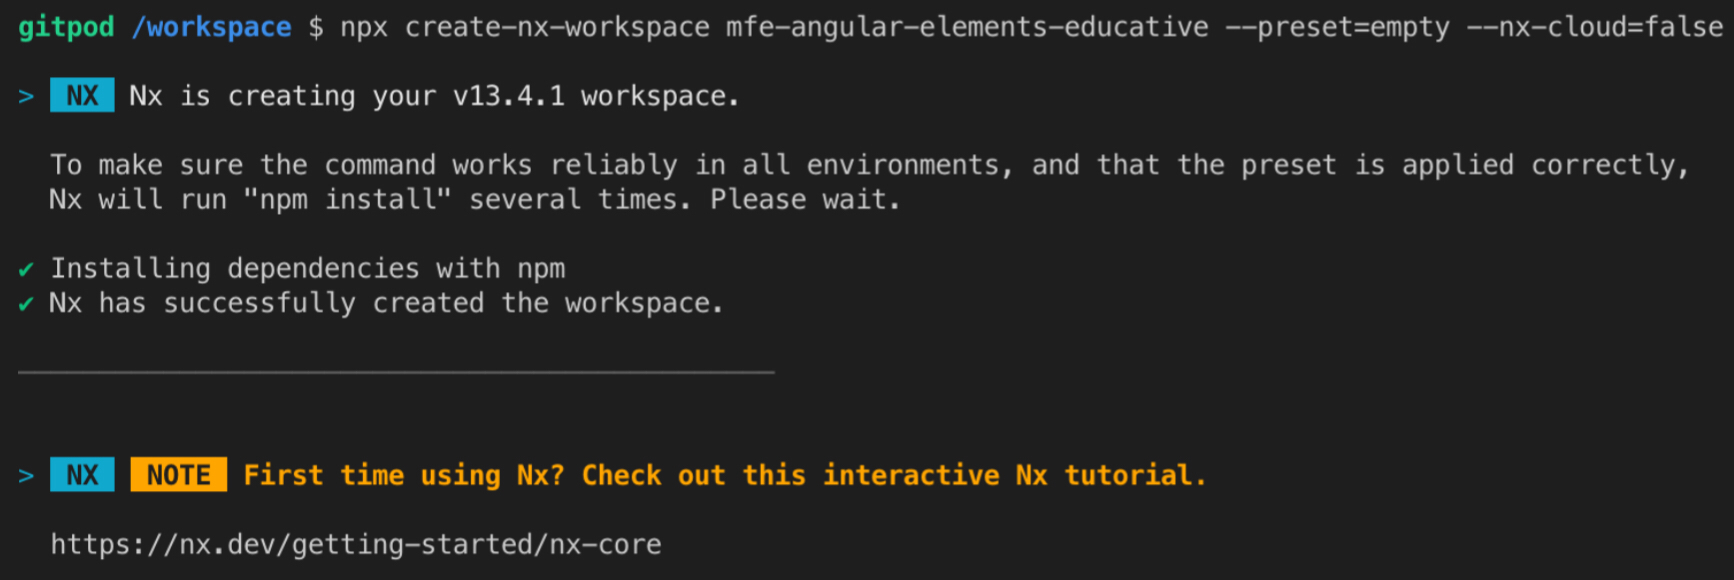 gitpod /workspace $ npx create-nx-workspace mfe-angular-elements-educative --preset=empty --nx-cloud=false
> NX Nx is creating your v13.4.1 workspace.
To make sure the command works reliably in all environments, and that the preset is applied correctly,
Nx will run "npm install" several times. Please wait.
✔ Installing dependencies with npm
✔ Nx has successfully created the workspace.
> NX NOTE First time using Nx? Check out this interactive Nx tutorial.
https://nx.dev/getting-started/nx-core